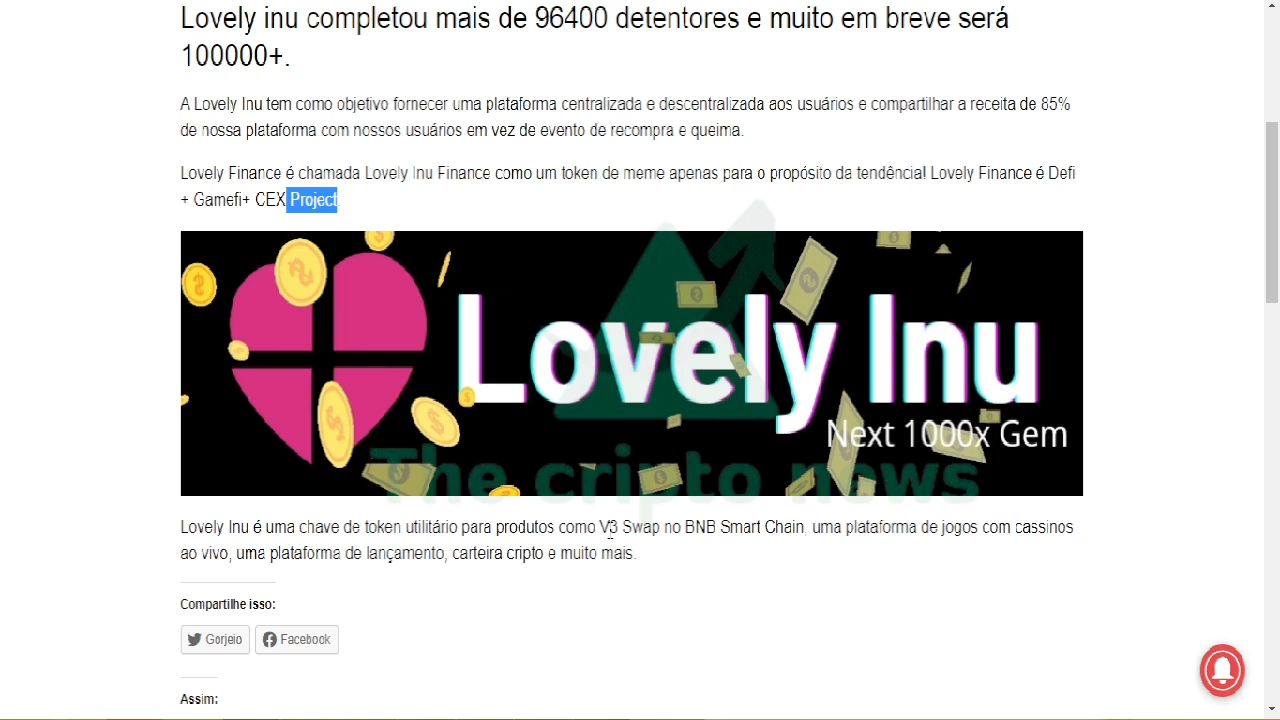 Lovely inu completou mais de 96400 detentores e muito em breve será
100000+.
A Lovely Inu tem como objetivo fornecer uma plataforma centralizada e descentralizada aos usuários e compartilhar a receita de 85%
de nossa plataforma com nossos usuários em vez de evento de recompra e queima.
Lovely Finance é chamada Lovely Inu Finance como um token de meme apenas para o propósito da tendência! Lovely Finance é Defi
+ Gamefi+ CEX Project
Lovely Inu
Next 1000x Gem
The cripto news
Lovely Inu é uma chave de token utilitário para produtos como V3 Swap no BNB Smart Chain, uma plataforma de jogos com cassinos
ao vivo, uma plataforma de lançamento, carteira cripto e muito mais.
Compartilhe isso:
Gorjeio Facebook
Assim: